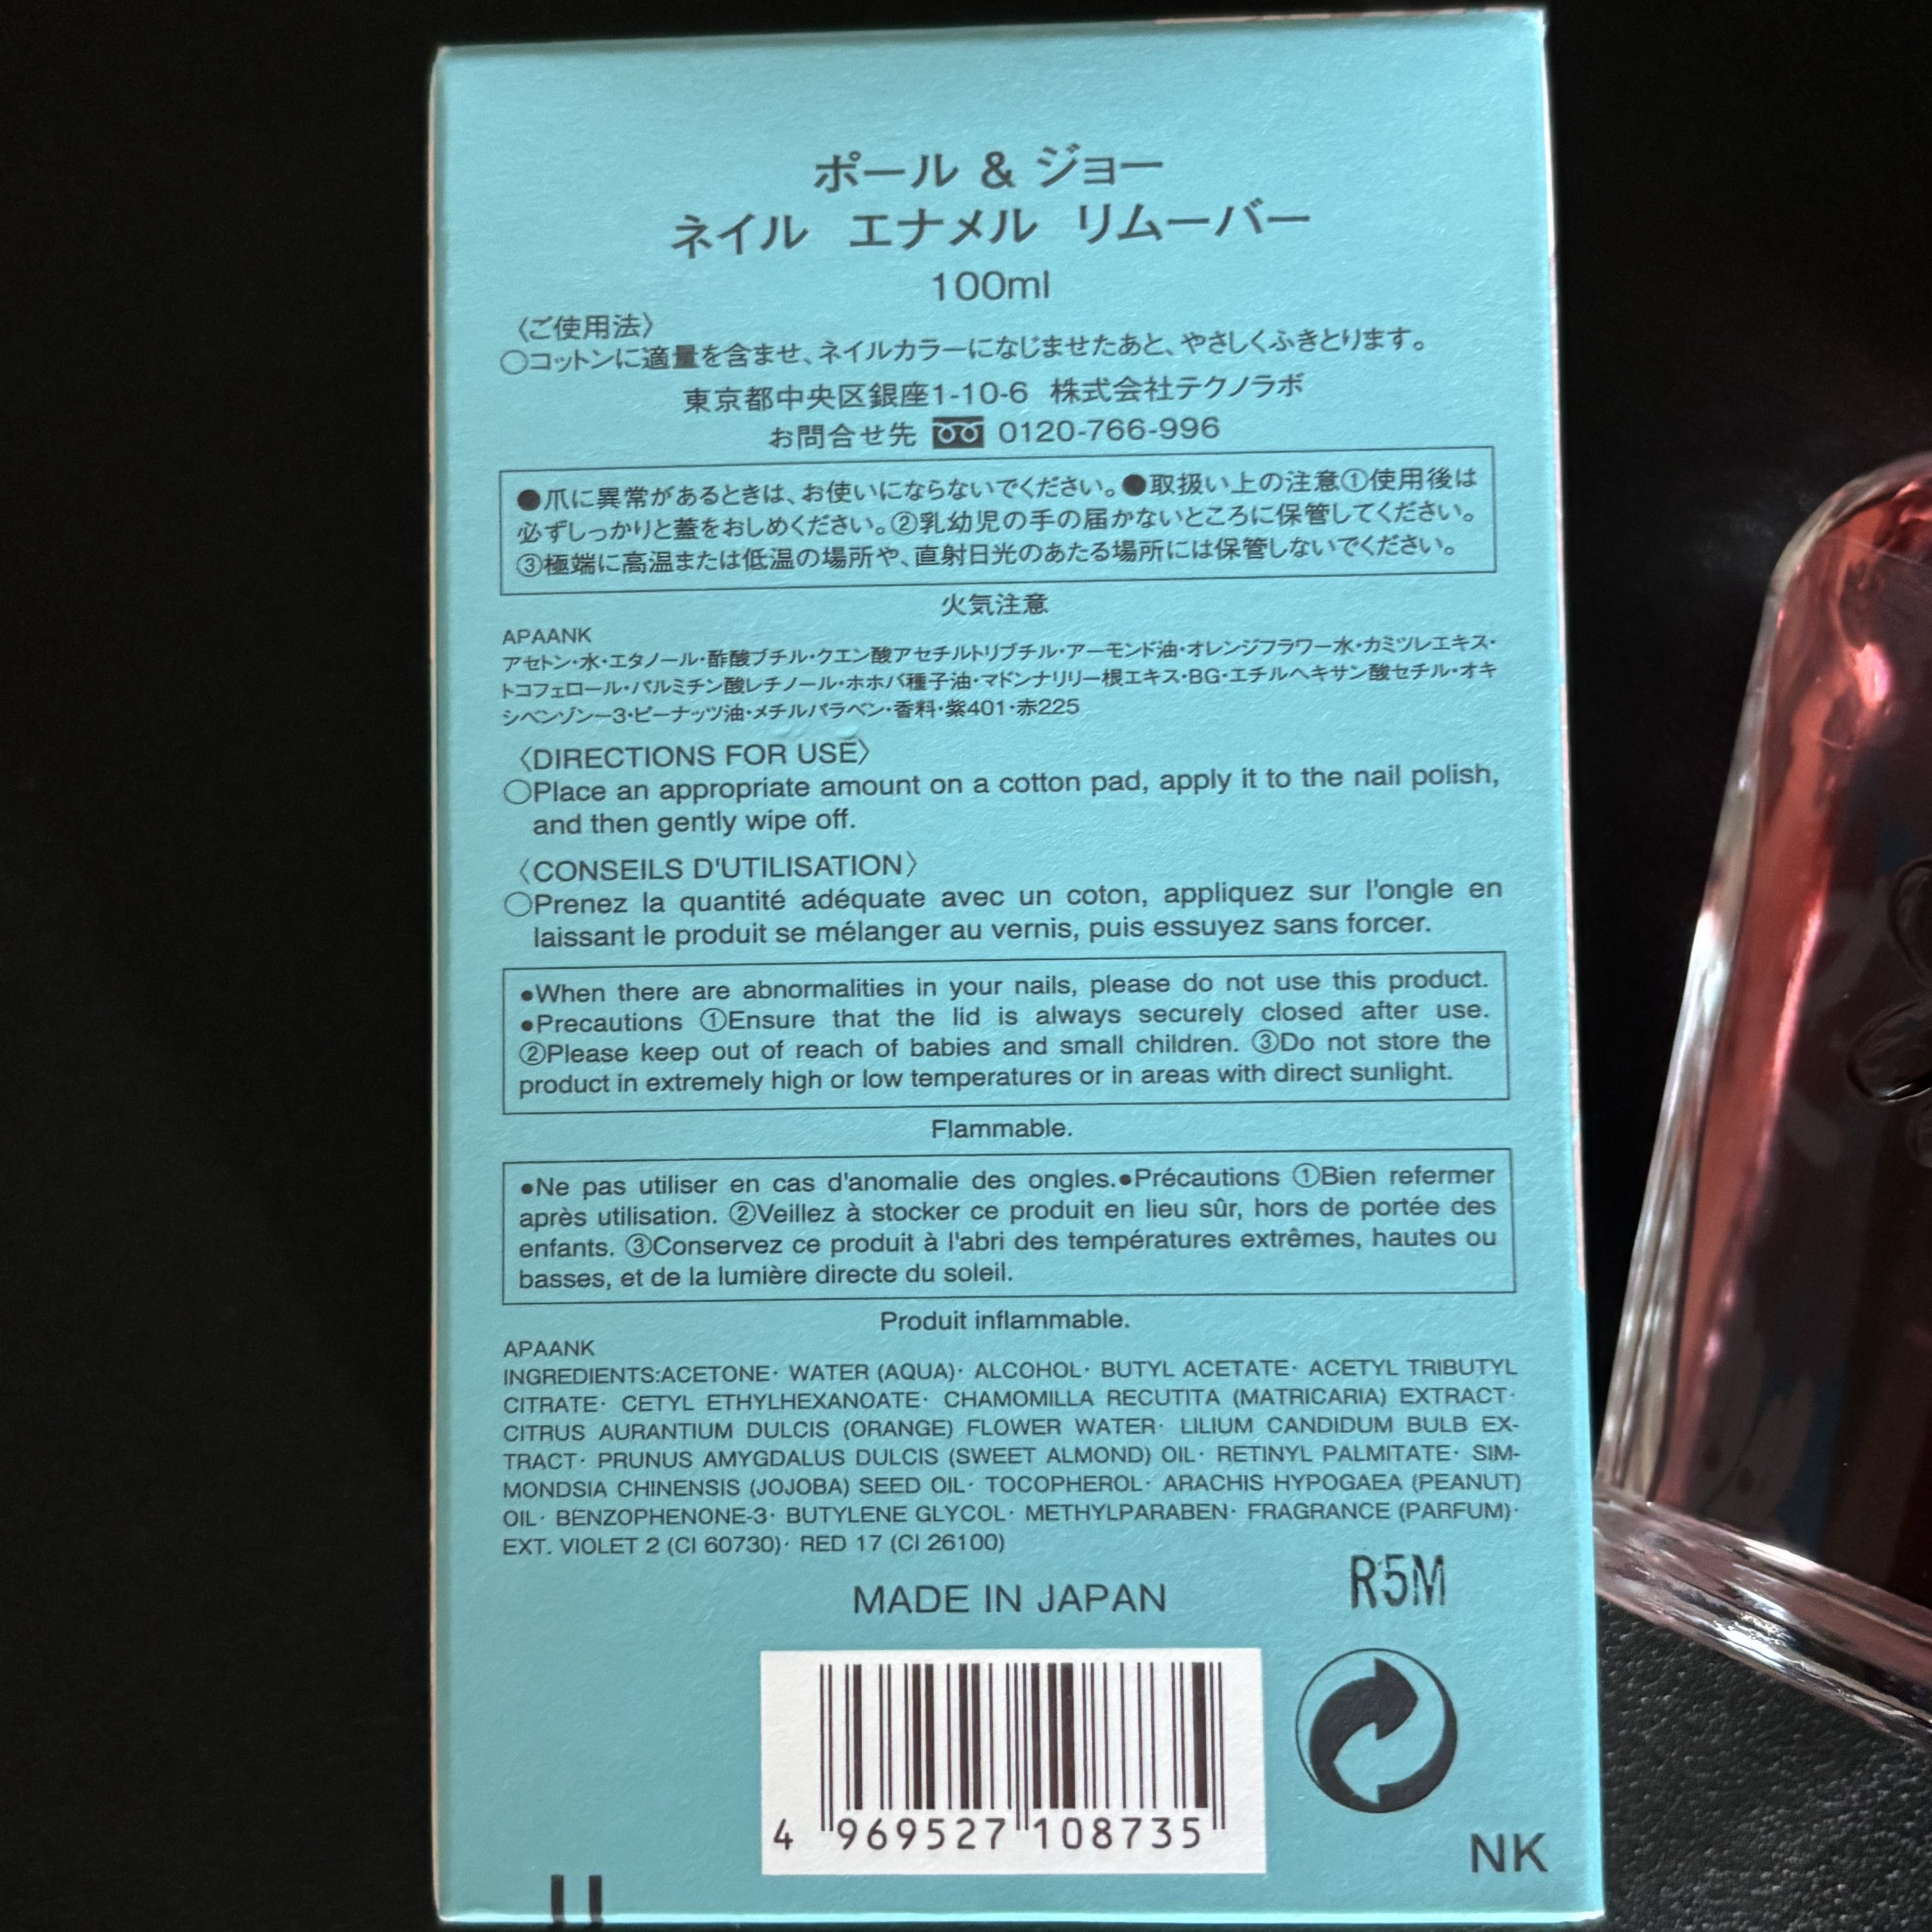 ポール & ジョー
ネイル エナメル リムーバー
100ml
〈ご使用法〉
○コットンに適量を含ませ、ネイルカラーになじませたあと、やさしくふきとります。
東京都中央区銀座1-10-6 株式会社テクノラボ
お問合せ先 0120-766-996
●爪に異常があるときは、お使いにならないでください。●取扱い上の注意①使用後は
必ずしっかりと蓋をおしめください。②乳幼児の手の届かないところに保管してください。
③極端に高温または低温の場所や、直射日光のあたる場所には保管しないでください。
火気注意
APAANK
アセトン・水・エタノール・酢酸ブチル・クエン酸アセチルトリブチル・アーモンド油・オレンジフラワー水・カミツレエキス・
トコフェロール・パルミチン酸レチノール・ホホバ種子油・マドンナリリー根エキス・BG・エチルヘキサン酸セチル・オキ
シベンゾン−3・ピーナッツ油・メチルパラベン・香料・紫401・赤225
〈DIRECTIONS FOR USE〉
○Place an appropriate amount on a cotton pad, apply it to the nail polish,
and then gently wipe off.
〈CONSEILS D'UTILISATION〉
○Prenez la quantité adéquate avec un coton, appliquez sur l'ongle en
laissant le produit se mélanger au vernis, puis essuyez sans forcer.
●When there are abnormalities in your nails, please do not use this product.
●Precautions ①Ensure that the lid is always securely closed after use.
②Please keep out of reach of babies and small children. ③Do not store the
product in extremely high or low temperatures or in areas with direct sunlight.
Flammable.
●Ne pas utiliser en cas d'anomalie des ongles.●Précautions ①Bien refermer
après utilisation. ②Veillez à stocker ce produit en lieu sûr, hors de portée des
enfants. ③Conservez ce produit à l'abri des températures extrêmes, hautes ou
basses, et de la lumière directe du soleil.
Produit inflammable.
APAANK
INGREDIENTS:ACETONE· WATER (AQUA)· ALCOHOL· BUTYL ACETATE· ACETYL TRIBUTYL
CITRATE· CETYL ETHYLHEXANOATE· CHAMOMILLA RECUTITA (MATRICARIA) EXTRACT·
CITRUS AURANTIUM DULCIS (ORANGE) FLOWER WATER· LILIUM CANDIDUM BULB EX-
TRACT· PRUNUS AMYGDALUS DULCIS (SWEET ALMOND) OIL· RETINYL PALMITATE· SIM-
MONDSIA CHINENSIS (JOJOBA) SEED OIL· TOCOPHEROL· ARACHIS HYPOGAEA (PEANUT)
OIL· BENZOPHENONE-3· BUTYLENE GLYCOL· METHYLPARABEN· FRAGRANCE (PARFUM)·
EXT. VIOLET 2 (CI 60730)· RED 17 (CI 26100)
R5M
MADE IN JAPAN
4 969527 108735
NK